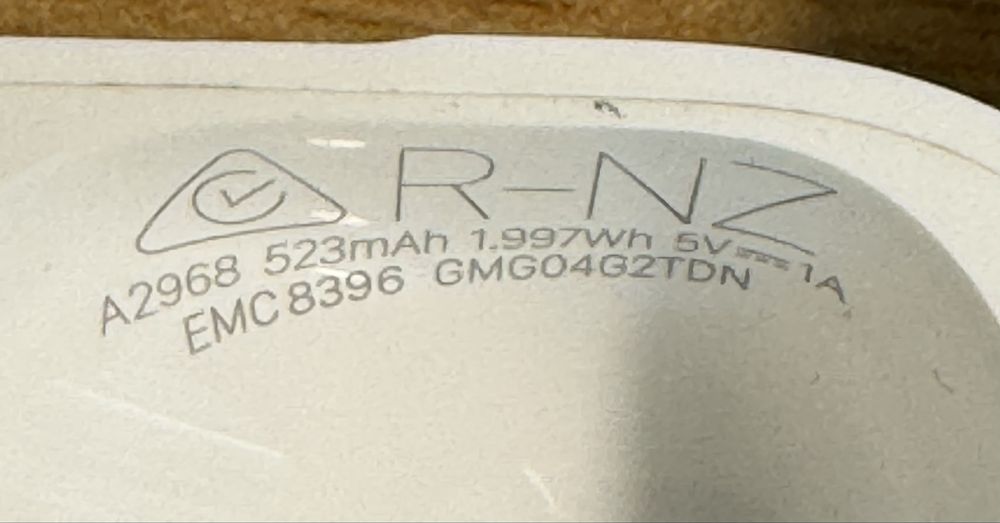 R-NZ
A2968 523mAh 1.997Wh 5V⎓1A
EMC 8396 GMG04G2TDN